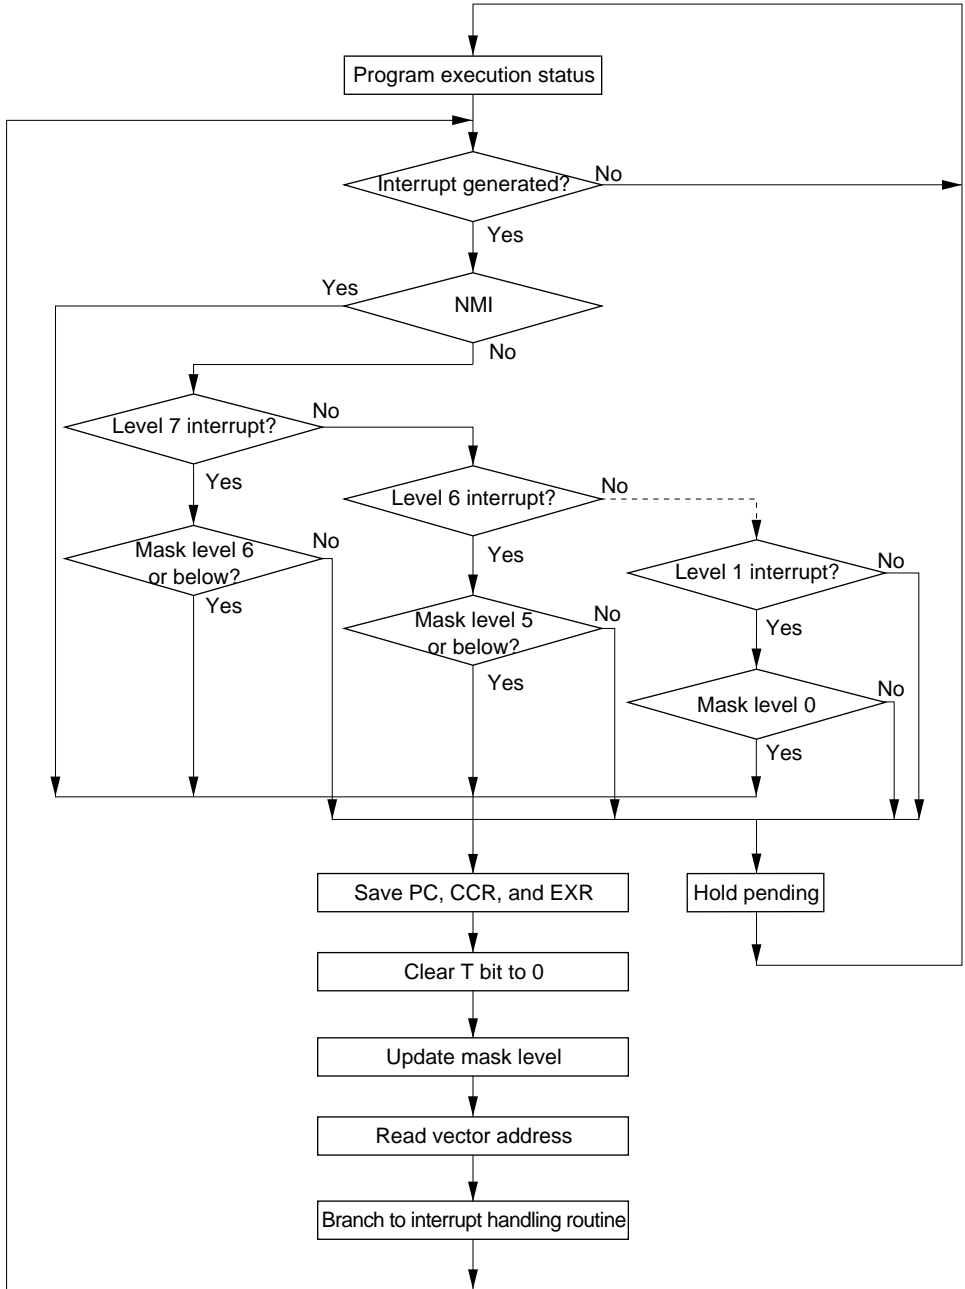 Program execution status
Interrupt generated?
No
Yes
Yes
NMI
No
Level 7 interrupt?
No
Yes
Level 6 interrupt?
No
Mask level 6
or below?
No
Yes
Yes
Level 1 interrupt?
No
Mask level 5
or below?
No
Yes
Yes
Mask level 0
No
Yes
Save PC, CCR, and EXR
Hold pending
Clear T bit to 0
Update mask level
Read vector address
Branch to interrupt handling routine